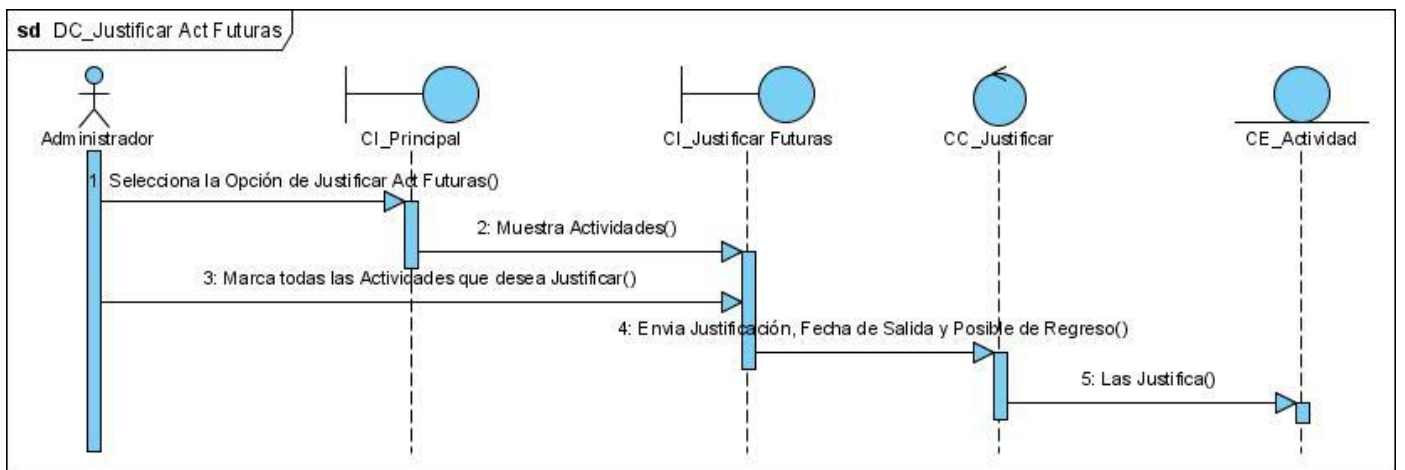 sd DC_Justificar Act Futuras
Administrador
CI_Principal
CI_Justificar Futuras
CC_Justificar
CE_Actividad
1: Selecciona la Opción de Justificar Act Futuras()
2: Muestra Actividades()
3: Marca todas las Actividades que desea Justificar()
4: Envia Justificación, Fecha de Salida y Posible de Regreso()
5: Las Justifica()